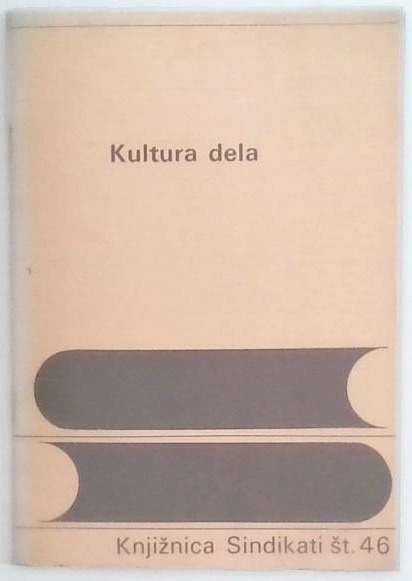 Kultura dela
Knjižnica Sindikati št. 46